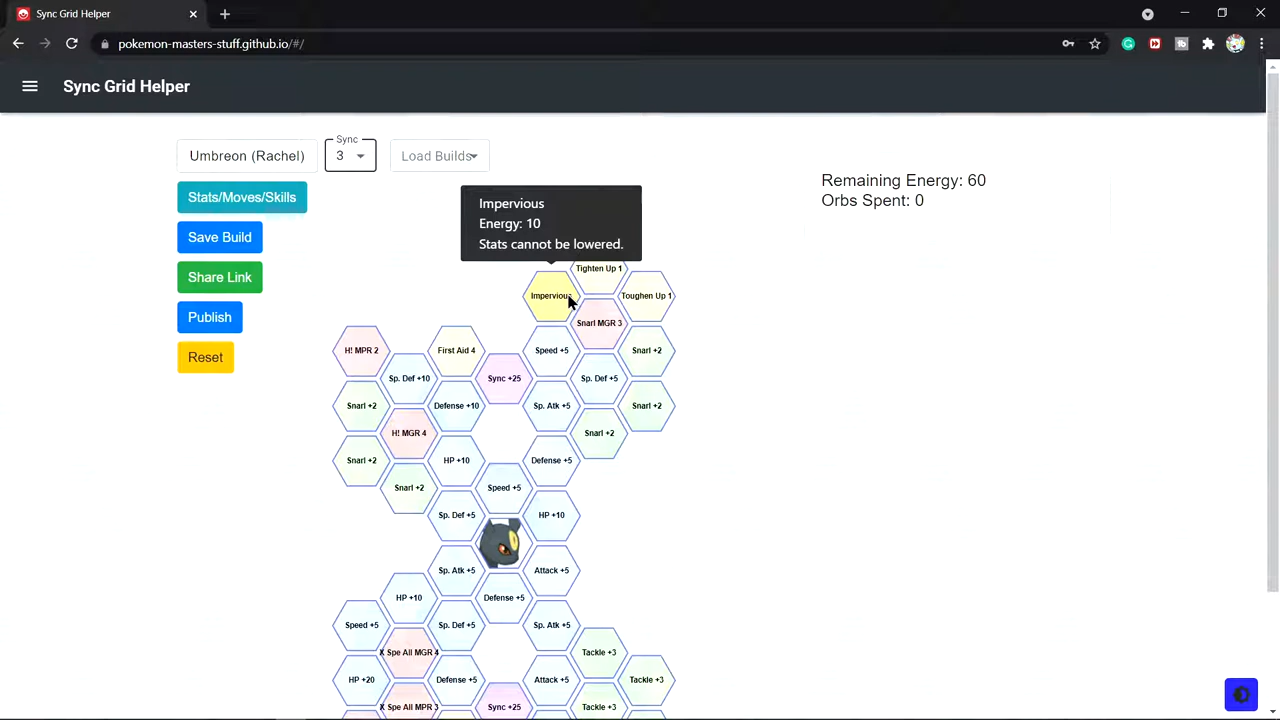 Sync Grid Helper
pokemon-masters-stuff.github.io/#/
Sync Grid Helper
Umbreon (Rachel)
Sync
3
Load Builds
Remaining Energy: 60
Orbs Spent: 0
Stats/Moves/Skills
Save Build
Share Link
Publish
Reset
Impervious
Energy: 10
Stats cannot be lowered.
Tighten Up 1
Impervious
Toughen Up 1
Snarl MGR 3
H! MPR 2
First Aid 4
Speed +5
Snarl +2
Sp. Def +10
Sync +25
Sp. Def +5
Snarl +2
Defense +10
Sp. Atk +5
Snarl +2
H! MGR 4
Snarl +2
Snarl +2
HP +10
Defense +5
Snarl +2
Speed +5
Sp. Def +5
HP +10
Sp. Atk +5
Attack +5
HP +10
Defense +5
Speed +5
Sp. Def +5
Sp. Atk +5
X Spe All MGR 4
Tackle +3
HP +20
Defense +5
Attack +5
Tackle +3
X Spe All MGR 3
Sync +25
Tackle +3